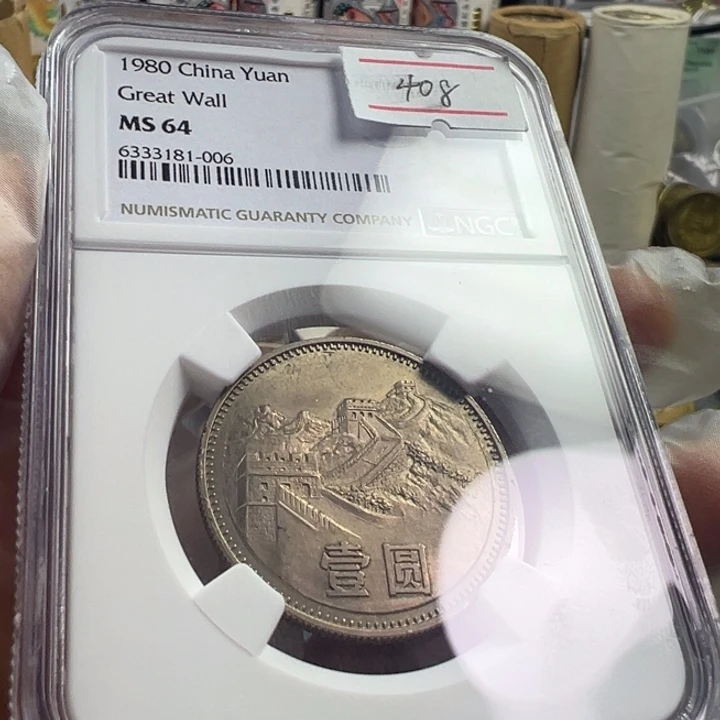 1980 China Yuan
408
Great Wall
MS 64
6333181-006
NUMISMATIC GUARANTY COMPANY
NGC
壹圆